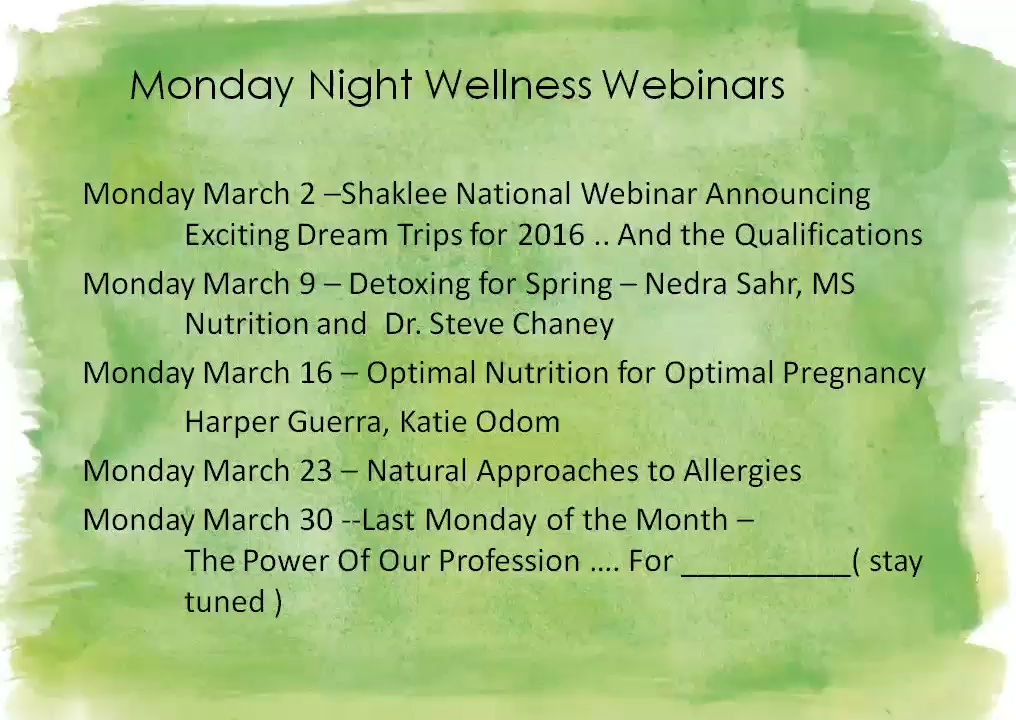 Monday Night Wellness Webinars
Monday March 2 –Shaklee National Webinar Announcing
Exciting Dream Trips for 2016 .. And the Qualifications
Monday March 9 – Detoxing for Spring – Nedra Sahr, MS
Nutrition and  Dr. Steve Chaney
Monday March 16 – Optimal Nutrition for Optimal Pregnancy
Harper Guerra, Katie Odom
Monday March 23 – Natural Approaches to Allergies
Monday March 30 --Last Monday of the Month –
The Power Of Our Profession .... For __________( stay
tuned )